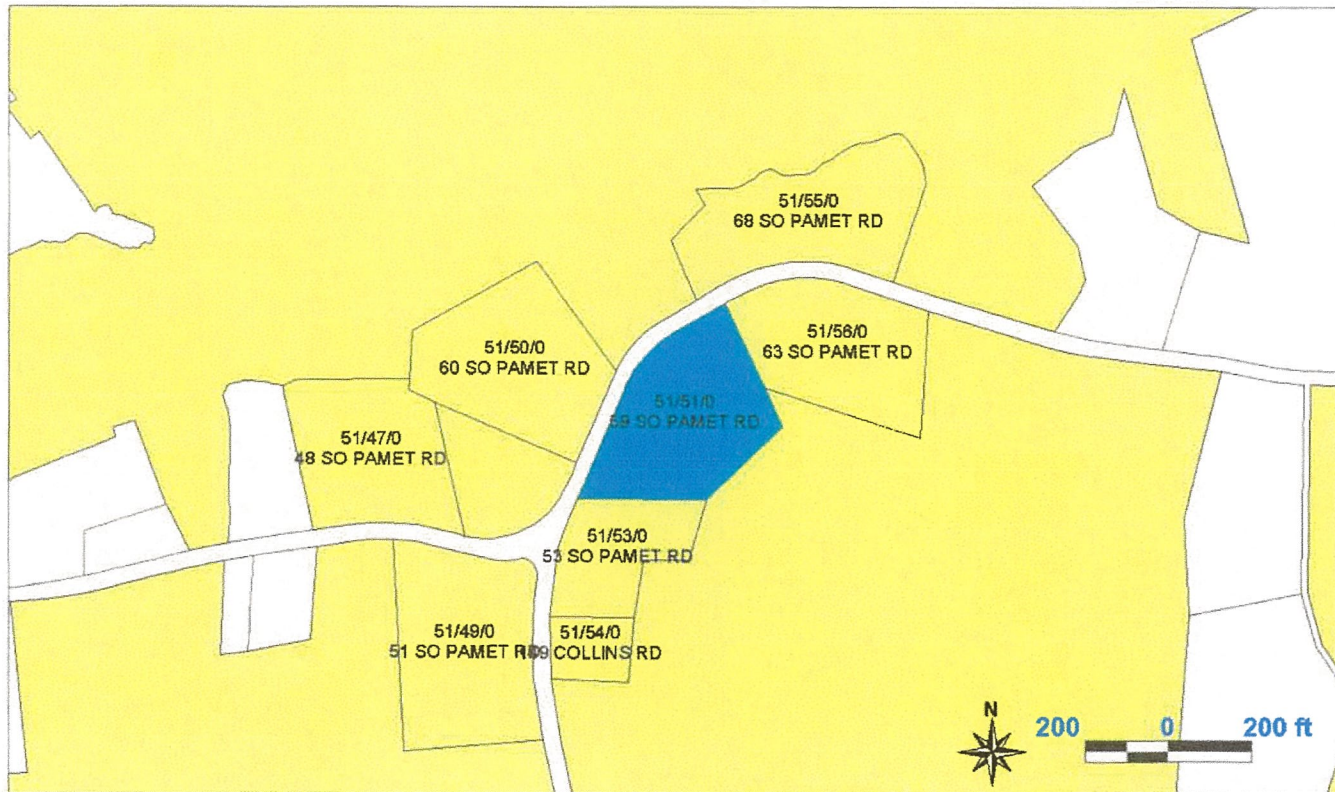 51/55/0
68 SO PAMET RD
51/50/0
60 SO PAMET RD
51/56/0
63 SO PAMET RD
51/51/0
59 SO PAMET RD
51/47/0
48 SO PAMET RD
51/53/0
53 SO PAMET RD
51/49/0
51 SO PAMET RD
51/54/0
COLLINS RD
N
200 0 200 ft